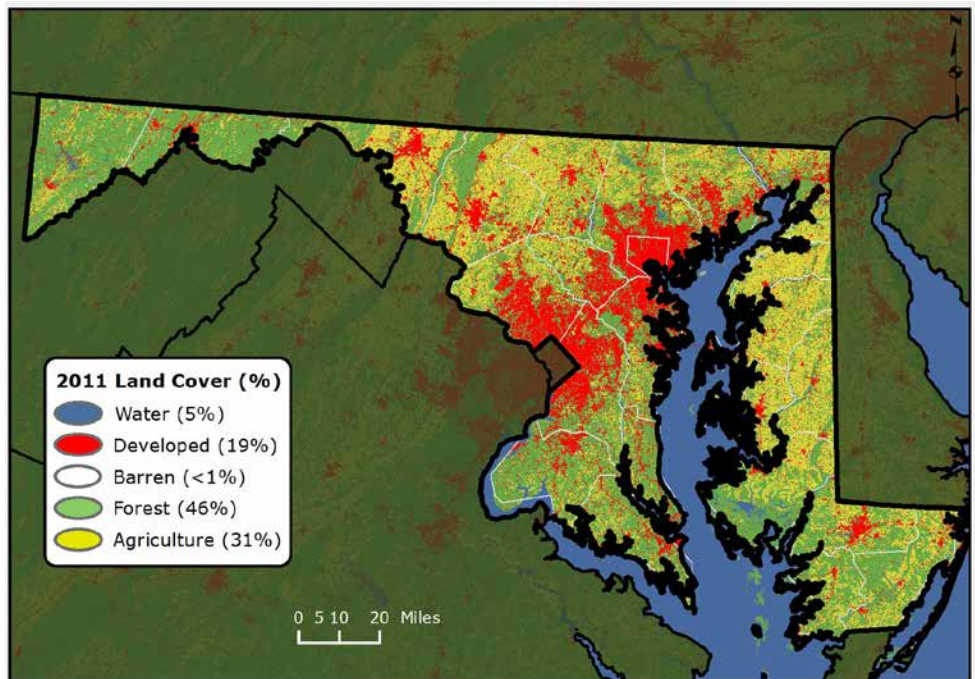 N
2011 Land Cover (%)
Water (5%)
Developed (19%)
Barren (<1%)
Forest (46%)
Agriculture (31%)
0 5 10 20 Miles